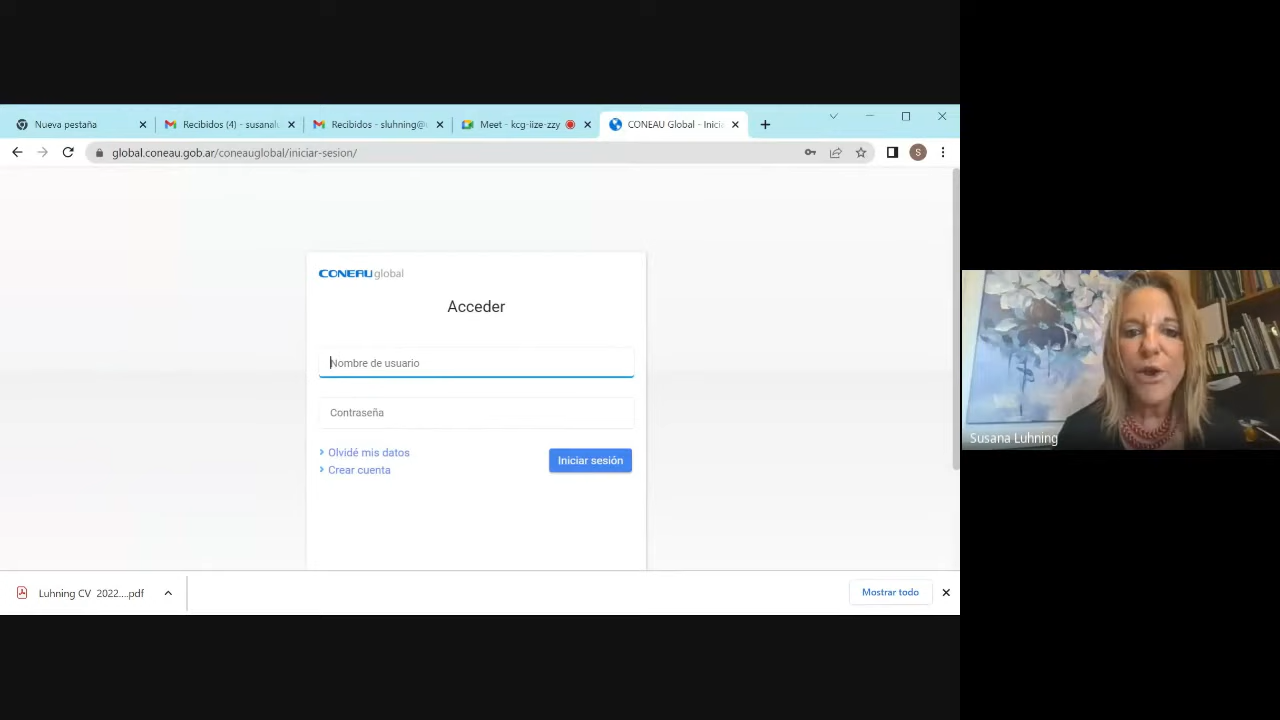 Nueva pestaña
Recibidos (4) - susanal
Recibidos - sluhning@
Meet - kcg-iize-zzy
CONEAU Global - Inici
global.coneau.gob.ar/coneauglobal/iniciar-sesion/
S
CONEAU global
Acceder
Nombre de usuario
Contraseña
Olvidé mis datos
Crear cuenta
Iniciar sesión
Susana Luhning
Luhning CV 2022....pdf
Mostrar todo